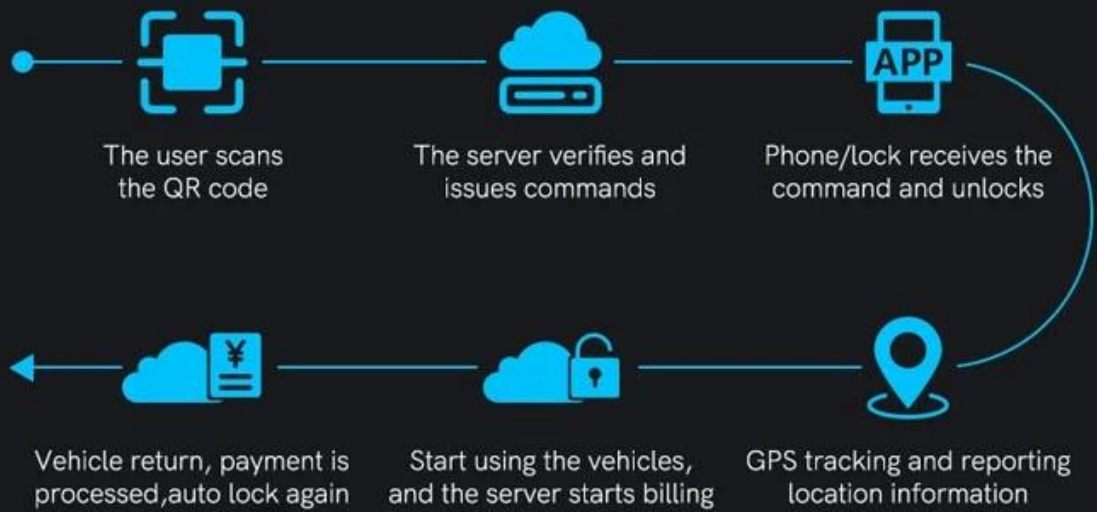 APP
The user scans
the QR code
The server verifies and
issues commands
Phone/lock receives the
command and unlocks
GPS tracking and reporting
location information
Start using the vehicles,
and the server starts billing
¥
Vehicle return, payment is
processed,auto lock again